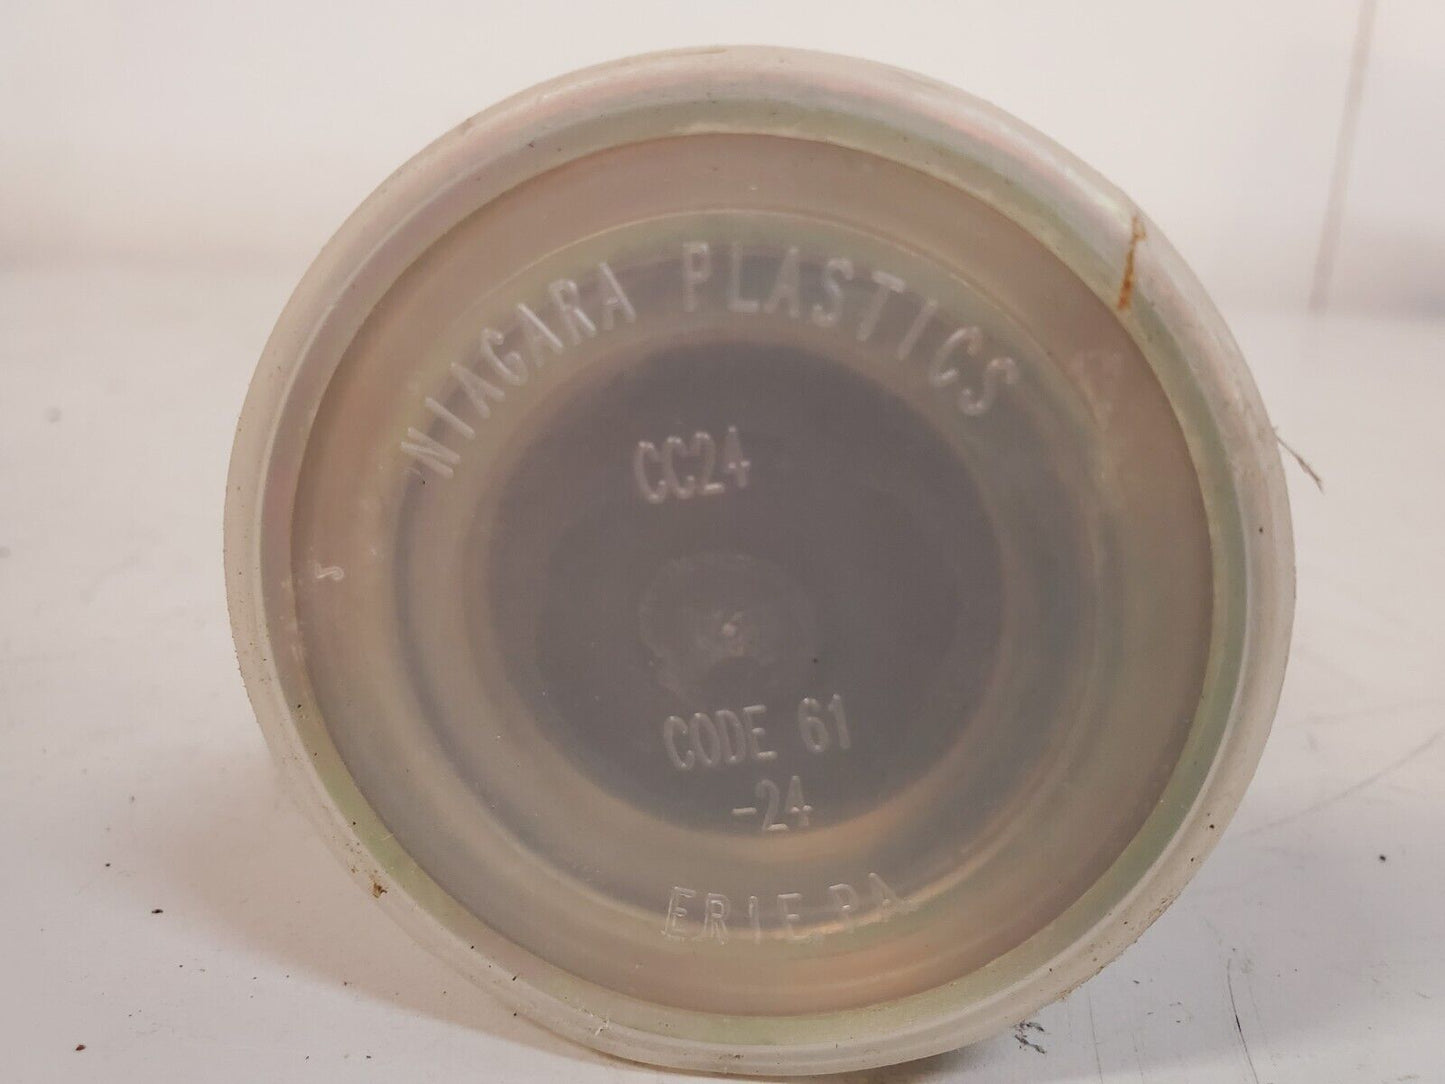 NIAGARA PLASTICS
CC24
J
CODE 61
-24
ERIE,PA